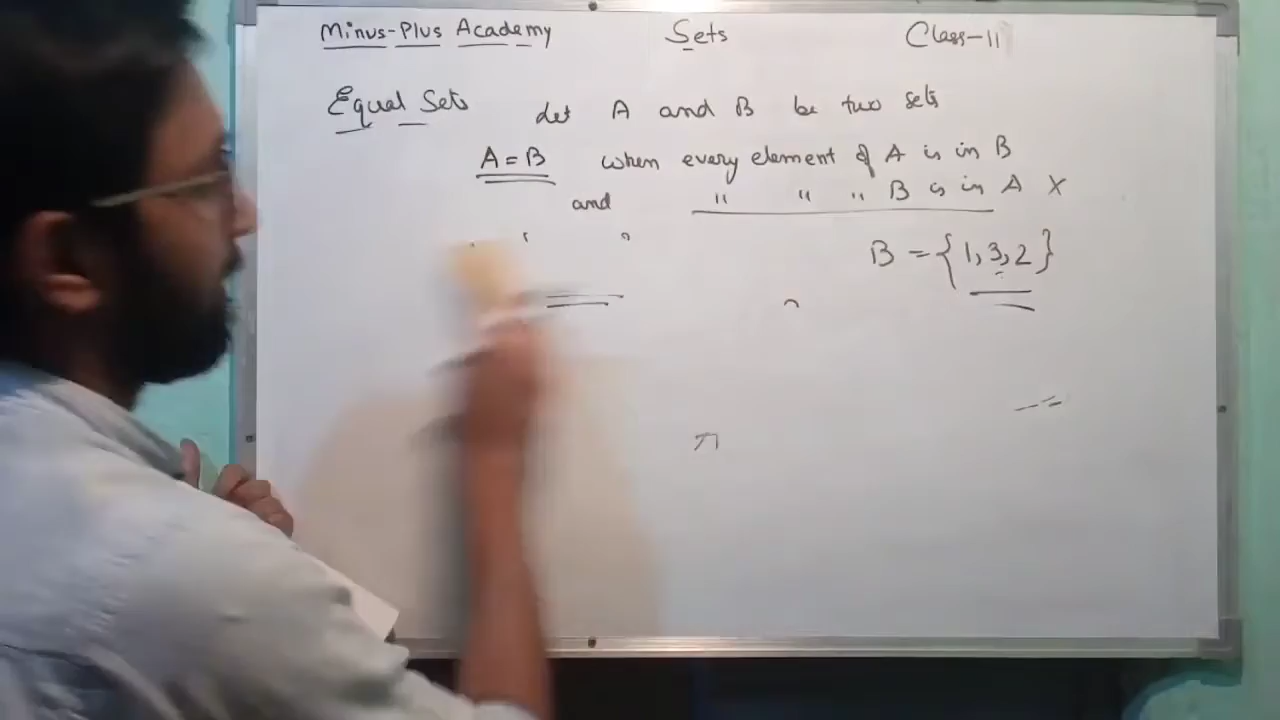 Minus-Plus Academy Sets Class-11
Equal Sets Let A and B be two sets
A = B when every element of A is in B
and " " " B is in A X
B = {1, 3, 2}